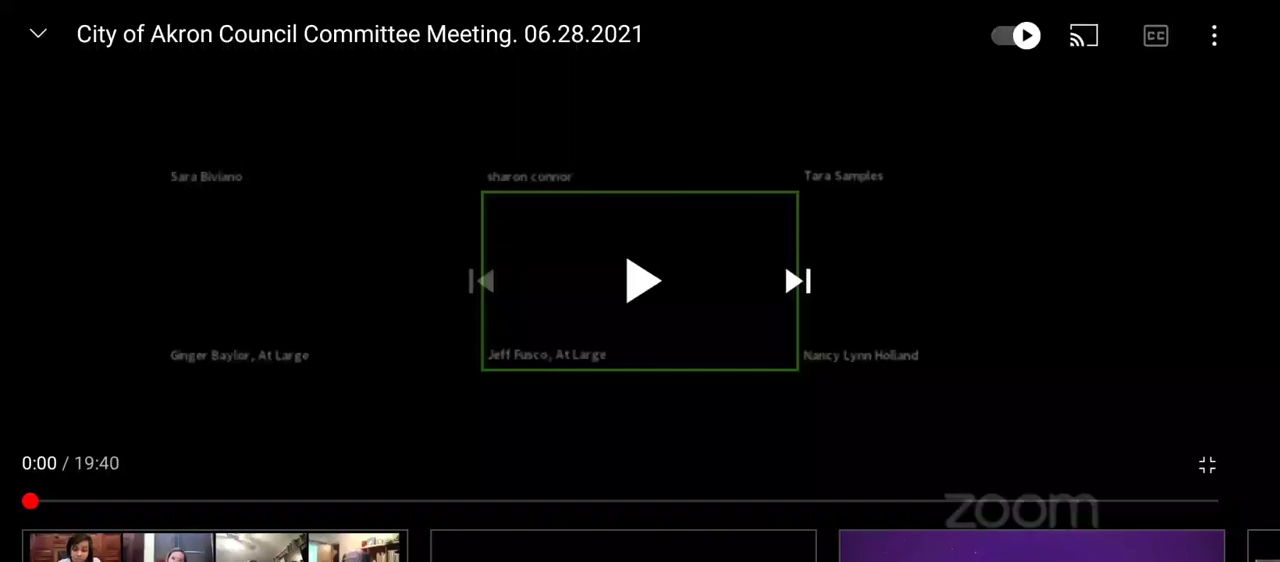 City of Akron Council Committee Meeting. 06.28.2021
CC
Sara Biviano
sharon connor
Tara Samples
Ginger Baylor, At Large
Jeff Fusco, At Large
Nancy Lynn Holland
0:00 / 19:40
zoom